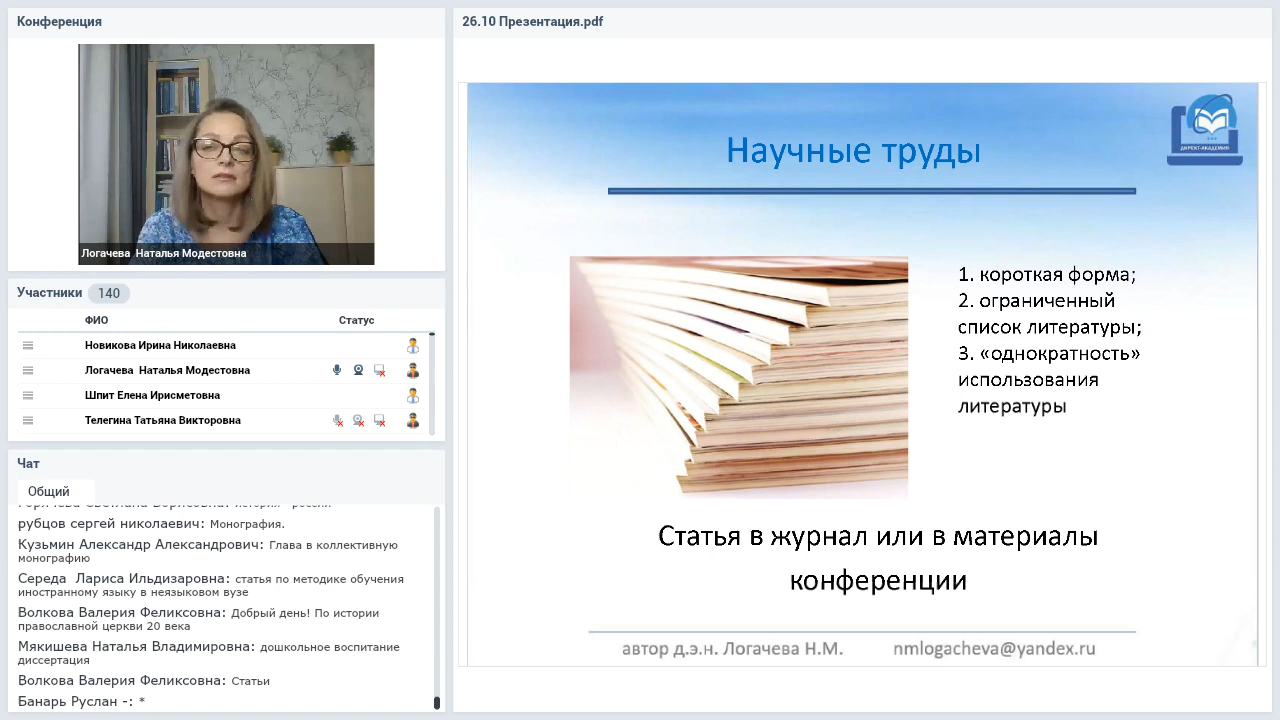 Конференция
Логачева  Наталья Модестовна
Участники 140
ФИО Статус
Новикова Ирина Николаевна
Логачева  Наталья Модестовна
Шпит Елена Ирисметовна
Телегина Татьяна Викторовна
Чат
Общий
рубцов сергей николаевич: Монография.
Кузьмин Александр Александрович: Глава в коллективную
монографию
Середа  Лариса Ильдизаровна: статья по методике обучения
иностранному языку в неязыковом вузе
Волкова Валерия Феликсовна: Добрый день! По истории
православной церкви 20 века
Мякишева Наталья Владимировна: дошкольное воспитание
диссертация
Волкова Валерия Феликсовна: Статьи
Банарь Руслан -: *
26.10 Презентация.pdf
Научные труды
ДИРЕКТ-АКАДЕМИЯ
1. короткая форма;
2. ограниченный
список литературы;
3. «однократность»
использования
литературы
Статья в журнал или в материалы
конференции
автор д.э.н. Логачева Н.М. nmlogacheva@yandex.ru